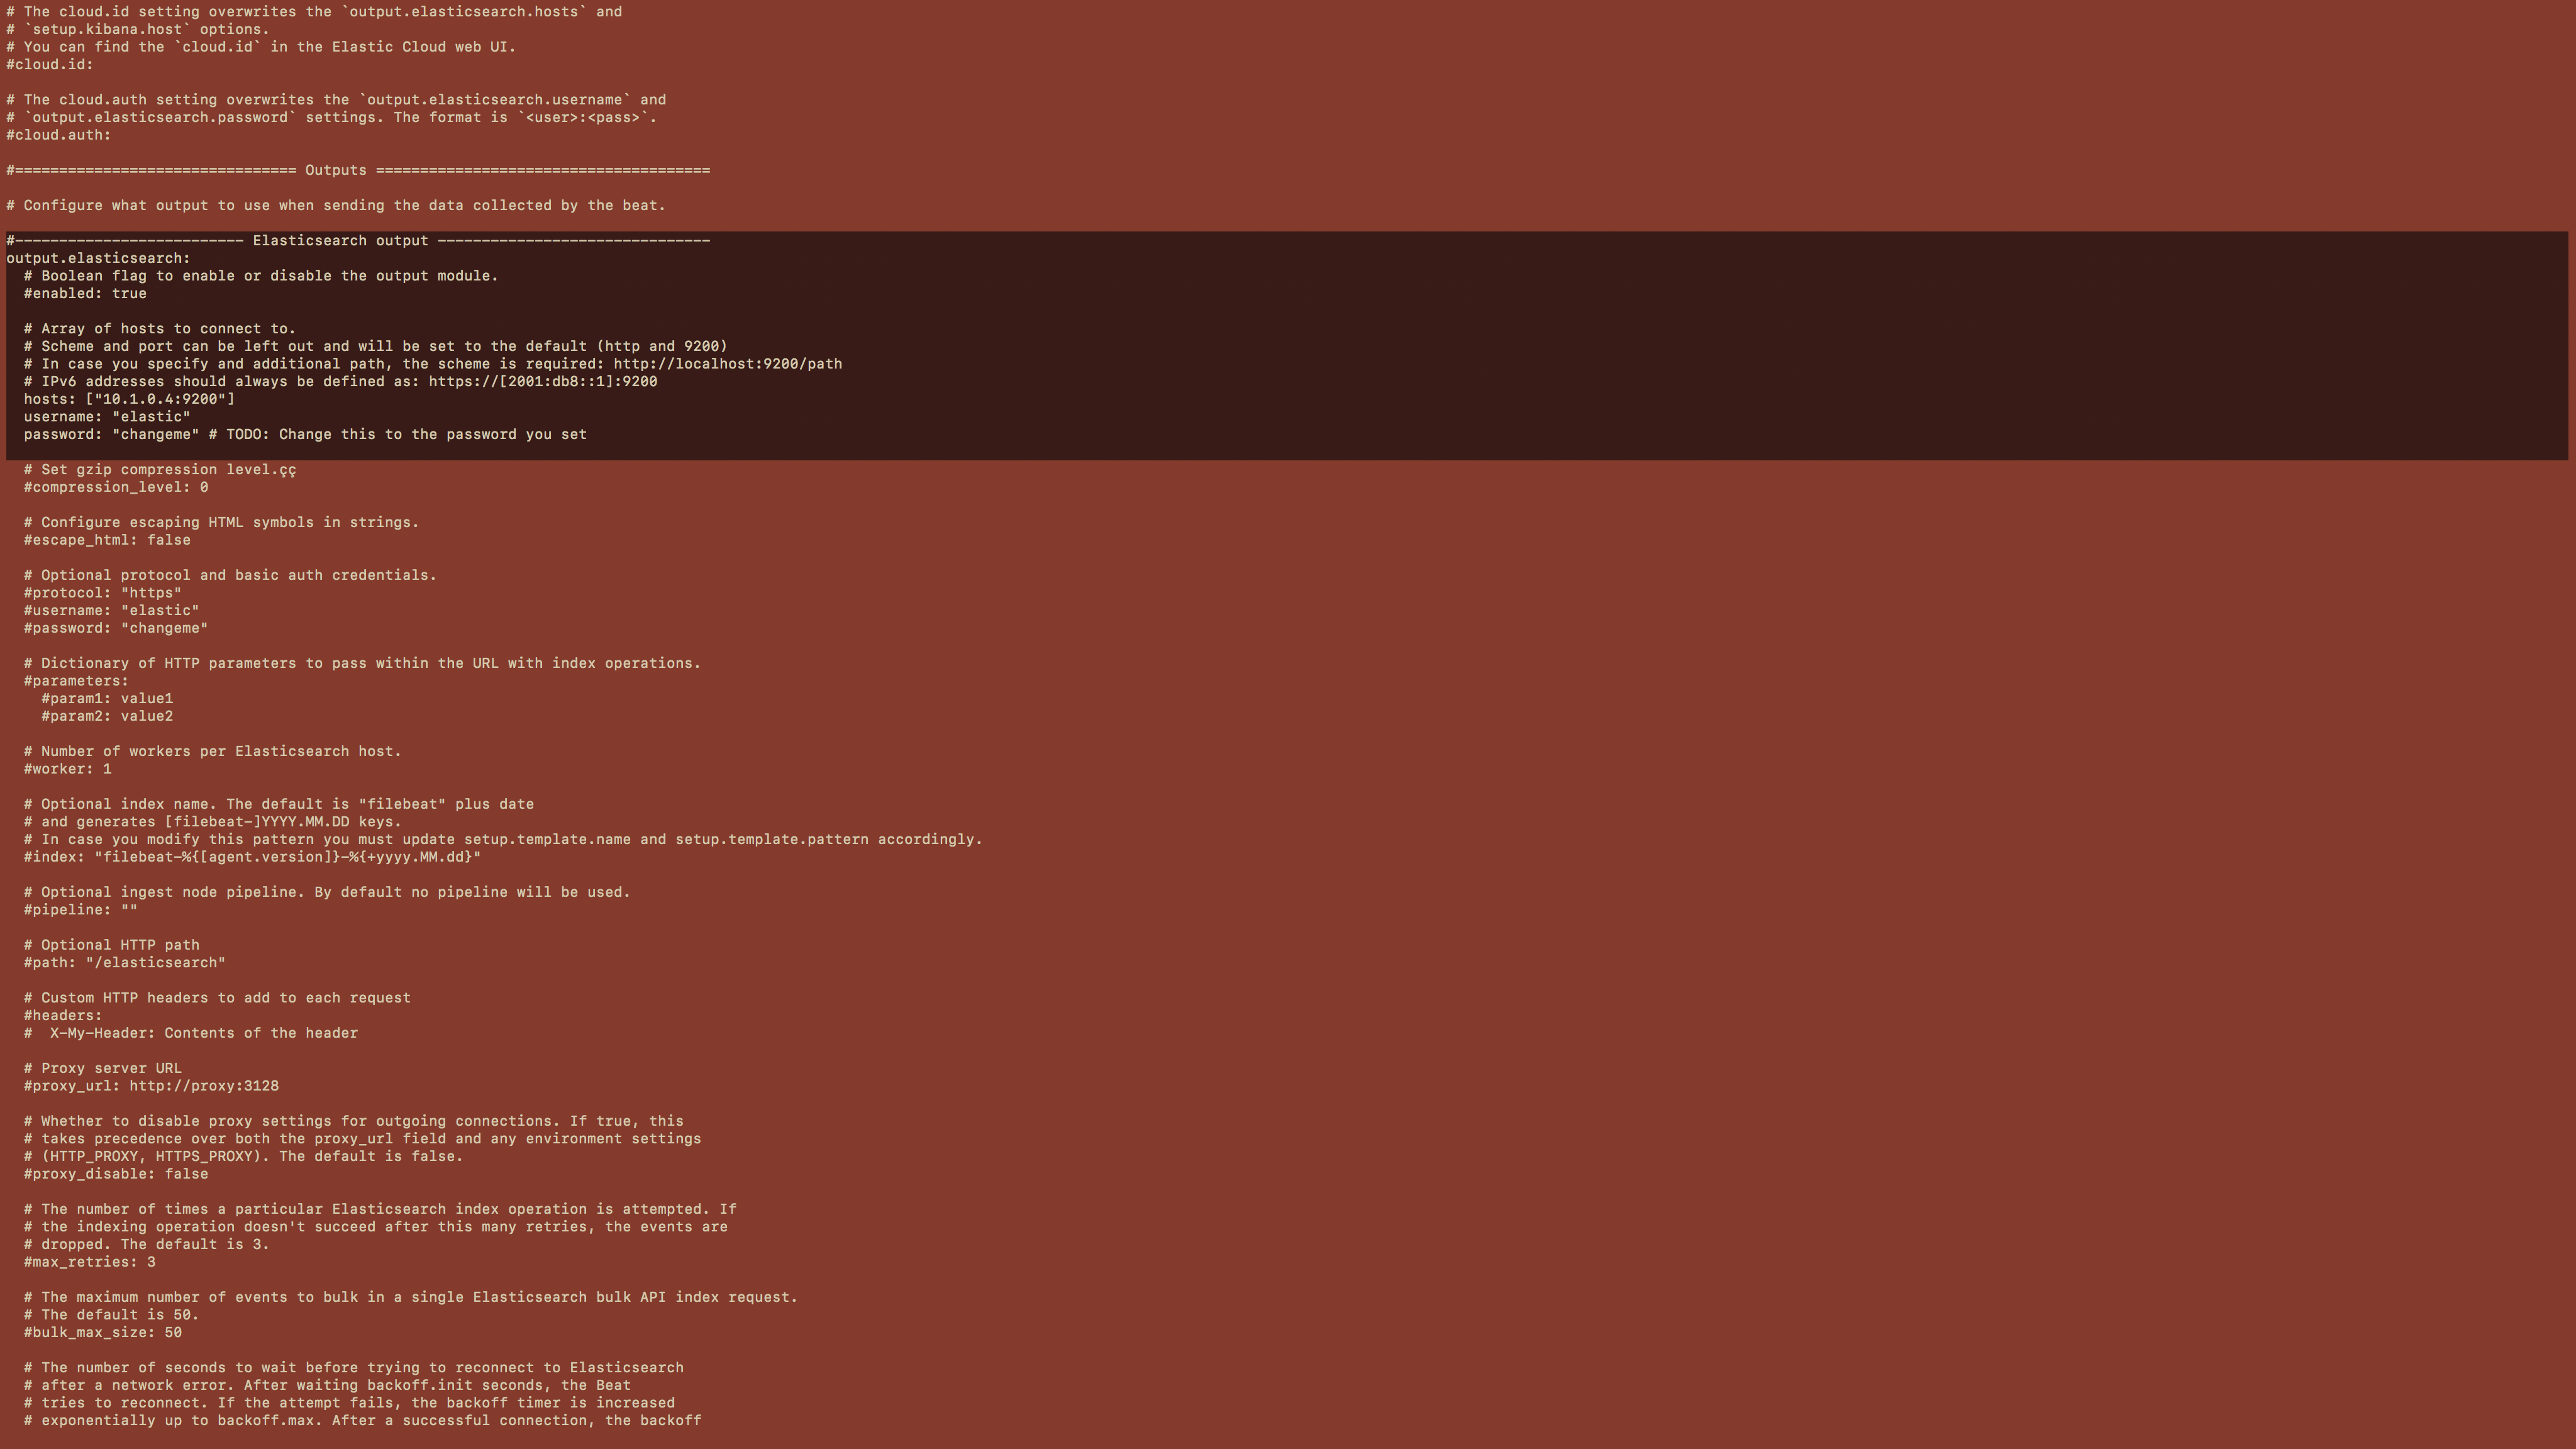 # The cloud.id setting overwrites the `output.elasticsearch.hosts` and
# `setup.kibana.host` options.
# You can find the `cloud.id` in the Elastic Cloud web UI.
#cloud.id:

# The cloud.auth setting overwrites the `output.elasticsearch.username` and
# `output.elasticsearch.password` settings. The format is `<user>:<pass>`.
#cloud.auth:

#================================ Outputs ======================================

# Configure what output to use when sending the data collected by the beat.

#-------------------------- Elasticsearch output -------------------------------
output.elasticsearch:
  # Boolean flag to enable or disable the output module.
  #enabled: true

  # Array of hosts to connect to.
  # Scheme and port can be left out and will be set to the default (http and 9200)
  # In case you specify and additional path, the scheme is required: http://localhost:9200/path
  # IPv6 addresses should always be defined as: https://[2001:db8::1]:9200
  hosts: ["10.1.0.4:9200"]
  username: "elastic"
  password: "changeme" # TODO: Change this to the password you set

  # Set gzip compression level.çç
  #compression_level: 0

  # Configure escaping HTML symbols in strings.
  #escape_html: false

  # Optional protocol and basic auth credentials.
  #protocol: "https"
  #username: "elastic"
  #password: "changeme"

  # Dictionary of HTTP parameters to pass within the URL with index operations.
  #parameters:
    #param1: value1
    #param2: value2

  # Number of workers per Elasticsearch host.
  #worker: 1

  # Optional index name. The default is "filebeat" plus date
  # and generates [filebeat-]YYYY.MM.DD keys.
  # In case you modify this pattern you must update setup.template.name and setup.template.pattern accordingly.
  #index: "filebeat-%{[agent.version]}-%{+yyyy.MM.dd}"

  # Optional ingest node pipeline. By default no pipeline will be used.
  #pipeline: ""

  # Optional HTTP path
  #path: "/elasticsearch"

  # Custom HTTP headers to add to each request
  #headers:
  #  X-My-Header: Contents of the header

  # Proxy server URL
  #proxy_url: http://proxy:3128

  # Whether to disable proxy settings for outgoing connections. If true, this
  # takes precedence over both the proxy_url field and any environment settings
  # (HTTP_PROXY, HTTPS_PROXY). The default is false.
  #proxy_disable: false

  # The number of times a particular Elasticsearch index operation is attempted. If
  # the indexing operation doesn't succeed after this many retries, the events are
  # dropped. The default is 3.
  #max_retries: 3

  # The maximum number of events to bulk in a single Elasticsearch bulk API index request.
  # The default is 50.
  #bulk_max_size: 50

  # The number of seconds to wait before trying to reconnect to Elasticsearch
  # after a network error. After waiting backoff.init seconds, the Beat
  # tries to reconnect. If the attempt fails, the backoff timer is increased
  # exponentially up to backoff.max. After a successful connection, the backoff